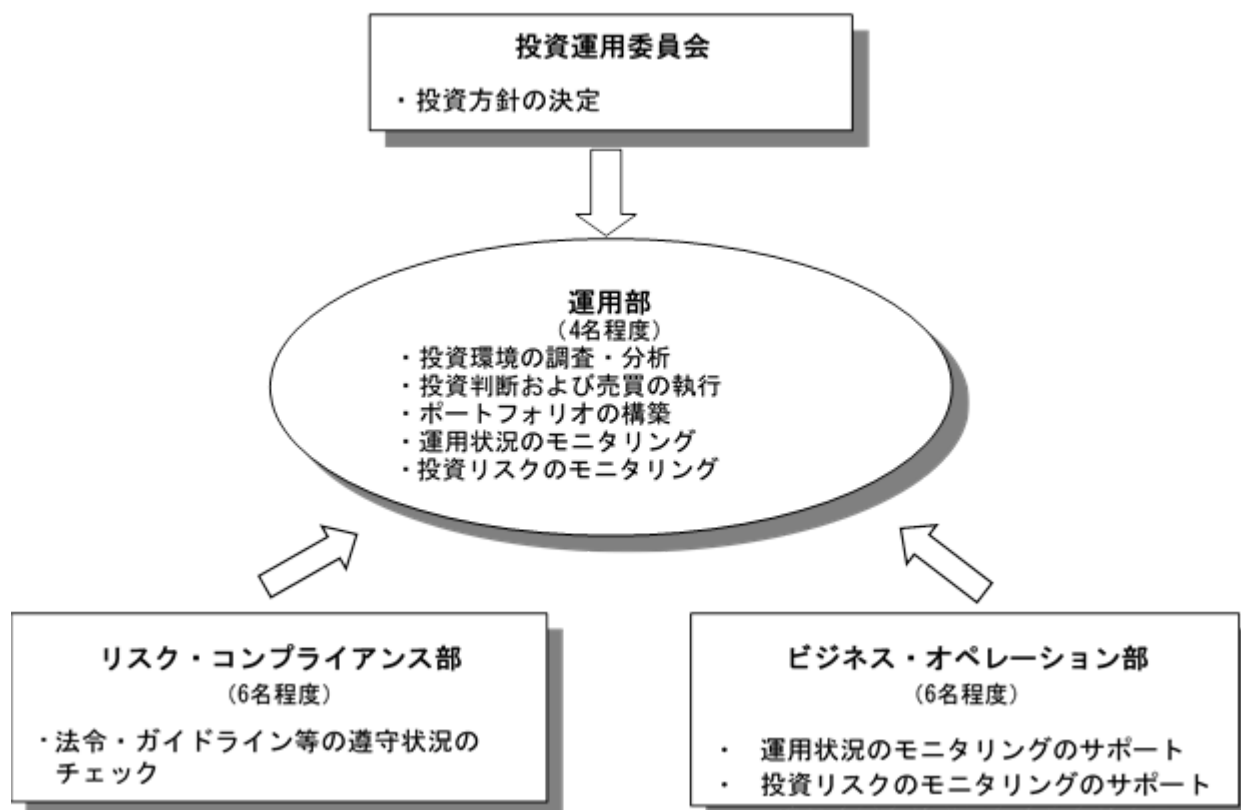 投資運用委員会
・投資方針の決定
運用部
（4名程度）
・投資環境の調査・分析
・投資判断および売買の執行
・ポートフォリオの構築
・運用状況のモニタリング
・投資リスクのモニタリング
リスク・コンプライアンス部
（6名程度）
・法令・ガイドライン等の遵守状況の
チェック
ビジネス・オペレーション部
（6名程度）
・ 運用状況のモニタリングのサポート
・ 投資リスクのモニタリングのサポート